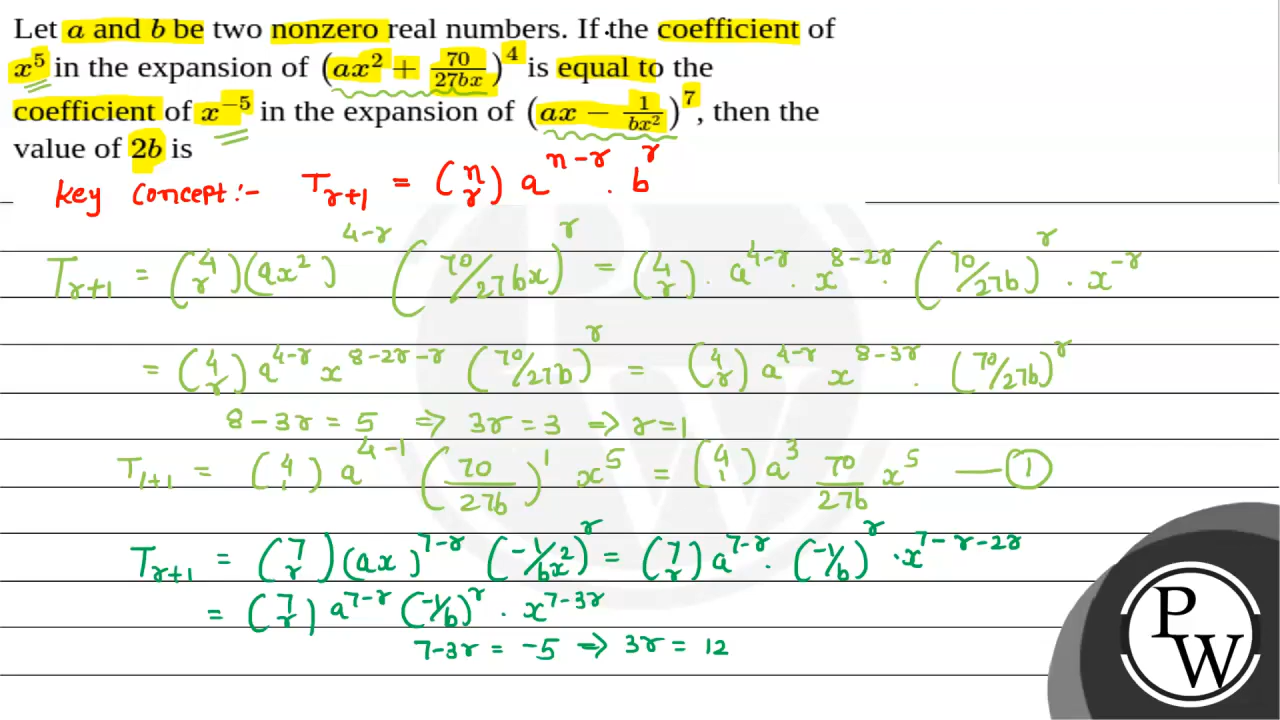 Let a and b be two nonzero real numbers. If the coefficient of
x^5 in the expansion of (ax^2 + 70/27bx)^4 is equal to the
coefficient of x^-5 in the expansion of (ax − 1/bx^2)^7, then the
value of 2b is
Key Concept:- T_r+1 = (n r) a^n-r . b^r
T_r+1 = (4 r)(ax^2)^4-r (70/27bx)^r = (4 r) . a^4-r . x^8-2r . (70/27b)^r . x^-r
= (4 r) a^4-r x^8-2r-r (70/27b)^r = (4 r) a^4-r x^8-3r . (70/27b)^r
8-3r = 5 ⇒ 3r = 3 ⇒ r=1
T_1+1 = (4 1) a^4-1 (70/27b)^1 x^5 = (4 1) a^3 70/27b x^5 — ①
T_r+1 = (7 r)(ax)^7-r (-1/bx^2)^r = (7 r) a^7-r . (-1/b)^r . x^7-r-2r
= (7 r) a^7-r (-1/b)^r . x^7-3r
7-3r = -5 ⇒ 3r = 12
P
W